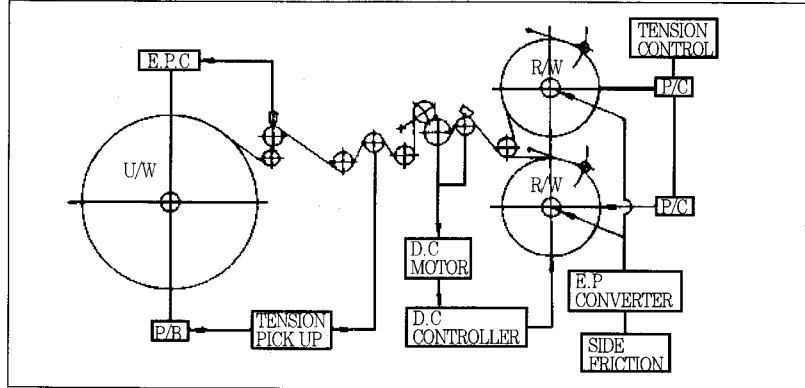 E.P.C
U/W
P/B
TENSION
PICK UP
D.C
MOTOR
D.C
CONTROLLER
R/W
R/W
TENSION
CONTROL
P/C
P/C
E.P
CONVERTER
SIDE
FRICTION